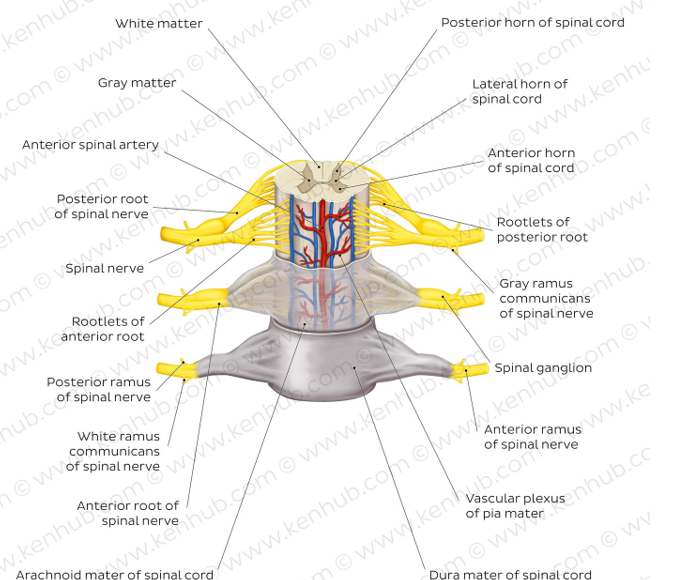 White matter
Posterior horn of spinal cord
Gray matter
Lateral horn of
spinal cord
Anterior spinal artery
Anterior horn
of spinal cord
Posterior root
of spinal nerve
Rootlets of
posterior root
Spinal nerve
Gray ramus
communicans
of spinal nerve
Rootlets of
anterior root
Spinal ganglion
Posterior ramus
of spinal nerve
Anterior ramus
of spinal nerve
White ramus
communicans
of spinal nerve
Vascular plexus
of pia mater
Anterior root of
spinal nerve
Arachnoid mater of spinal cord
Dura mater of spinal cord
© www.kenhub.com